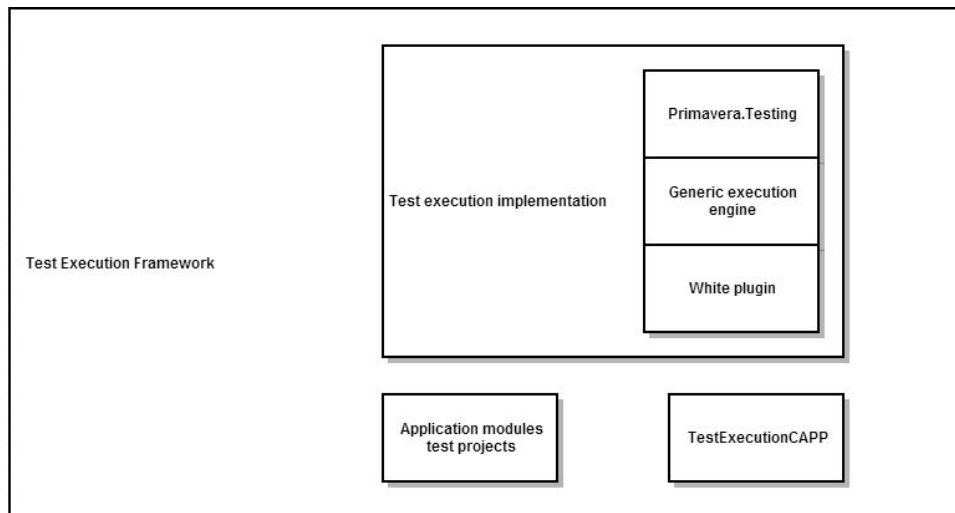 Primavera.Testing
Generic execution
engine
Test execution implementation
White plugin
Test Execution Framework
Application modules
test projects
TestExecutionCAPP